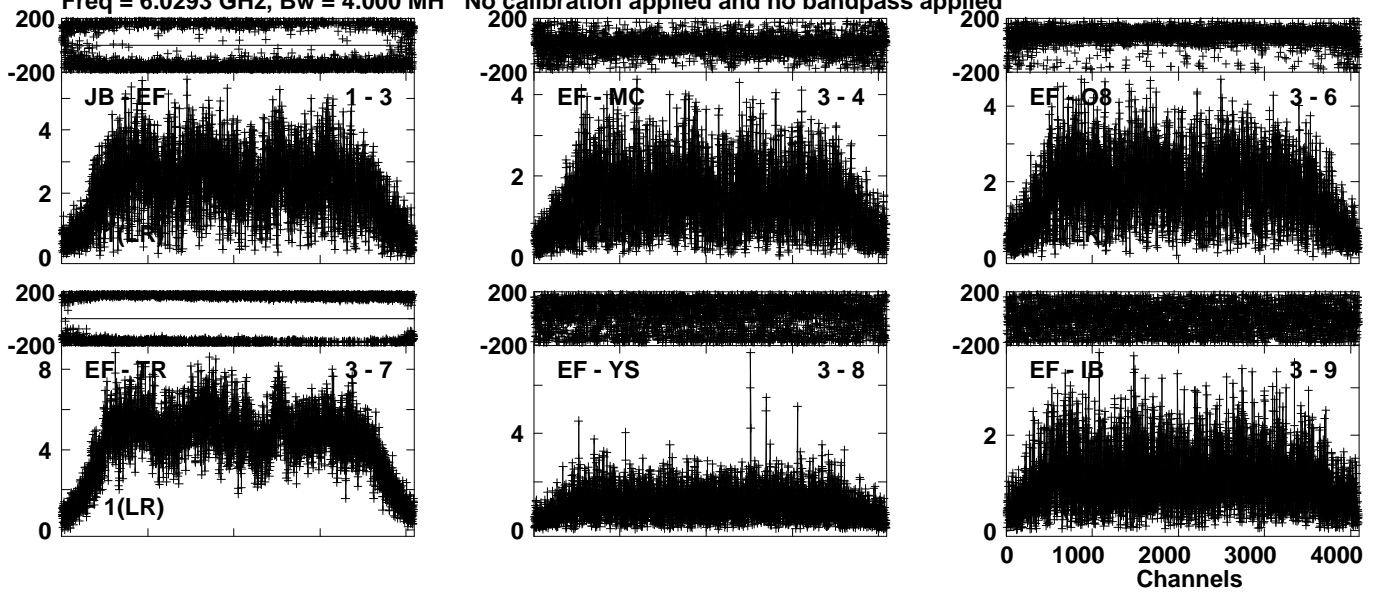 Freq = 6.0293 GHz, Bw = 4.000 MH No calibration applied and no bandpass applied
200
-200
JB - EF 1 - 3
4
2
0
1(LR)
200
-200
EF - MC 3 - 4
4
2
0
200
-200
EF - O8 3 - 6
4
2
0
200
-200
EF - TR 3 - 7
8
4
0
1(LR)
200
-200
EF - YS 3 - 8
4
0
200
-200
EF - IB 3 - 9
2
0
0 1000 2000 3000 4000
Channels